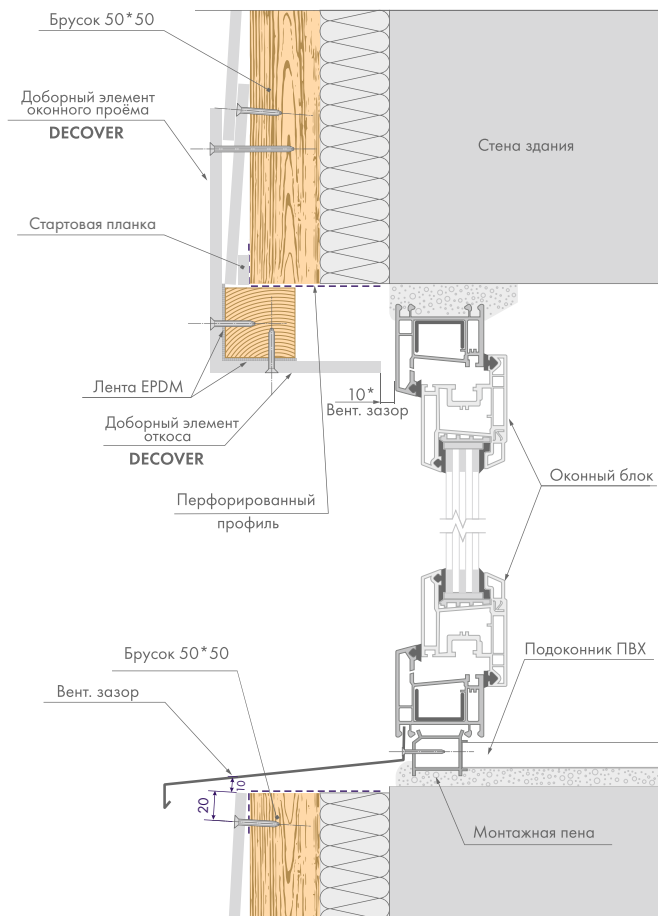 Брусок 50*50
Доборный элемент
оконного проёма
DECOVER
Стена здания
Стартовая планка
Лента EPDM
10*
Вент. зазор
Доборный элемент
откоса
DECOVER
Оконный блок
Перфорированный
профиль
Брусок 50*50
Подоконник ПВХ
Вент. зазор
10
20
Монтажная пена